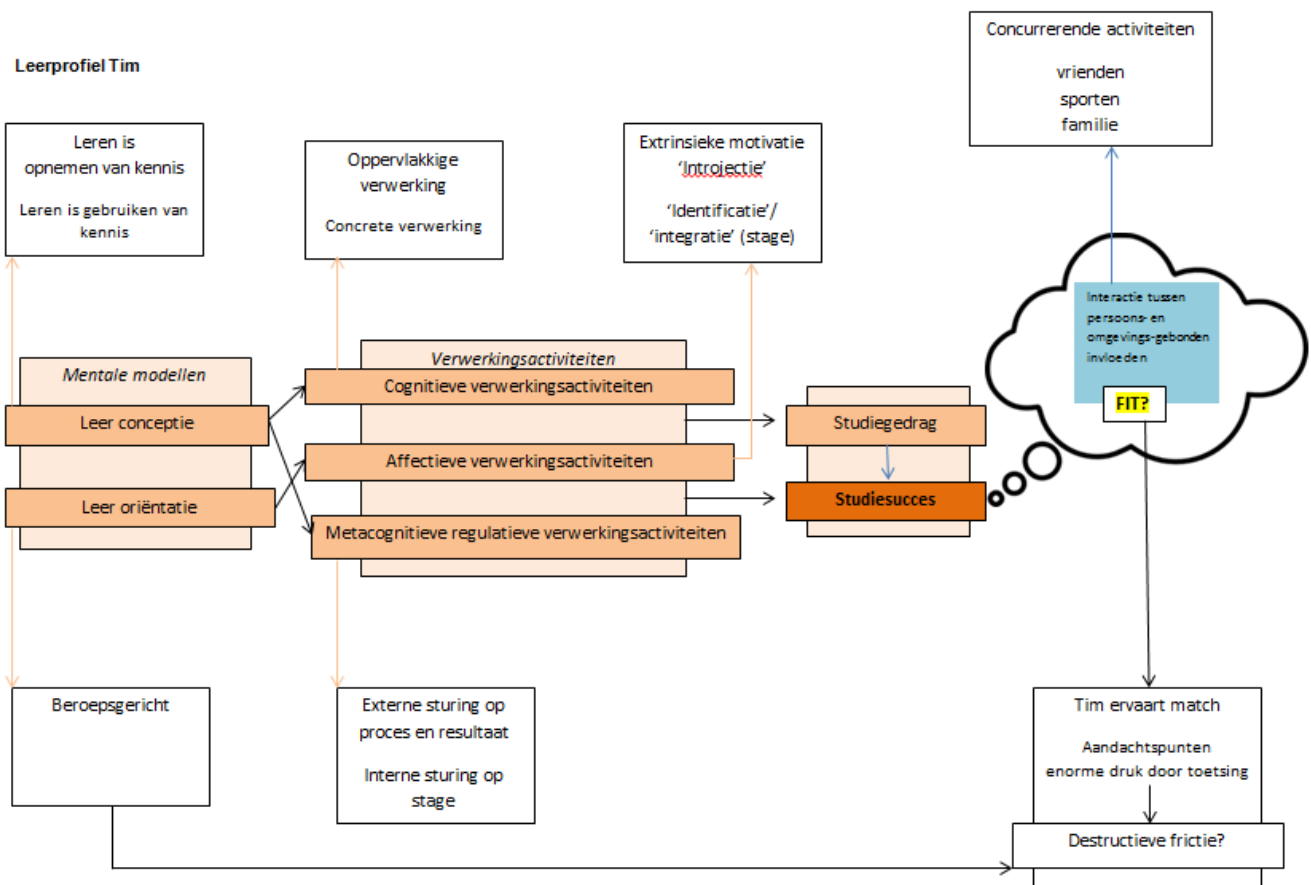 Leerprofiel Tim
Leren is
opnemen van kennis
Leren is gebruiken van
kennis
Oppervlakkige
verwerking
Concrete verwerking
Extrinsieke motivatie
‘Introjectie’
‘Identificatie’/
‘integratie’ (stage)
Concurrerende activiteiten
vrienden
sporten
familie
Interactie tussen
persoons- en
omgevings-gebonden
invloeden
FIT?
Mentale modellen
Leer conceptie
Leer oriëntatie
Verwerkingsactiviteiten
Cognitieve verwerkingsactiviteiten
Affectieve verwerkingsactiviteiten
Metacognitieve regulatieve verwerkingsactiviteiten
Studiegedrag
Studiesucces
Beroepsgericht
Externe sturing op
proces en resultaat
Interne sturing op
stage
Tim ervaart match
Aandachtspunten
enorme druk door toetsing
Destructieve frictie?